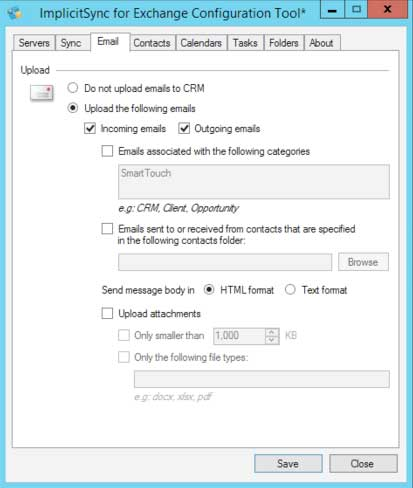 ImplicitSync for Exchange Configuration Tool*
Servers Sync Email Contacts Calendars Tasks Folders About
Upload
Do not upload emails to CRM
Upload the following emails
Incoming emails Outgoing emails
Emails associated with the following categories
SmartTouch
e.g: CRM, Client, Opportunity
Emails sent to or received from contacts that are specified
in the following contacts folder:
Browse
Send message body in HTML format Text format
Upload attachments
Only smaller than 1,000 KB
Only the following file types:
e.g: docx, xlsx, pdf
Save Close